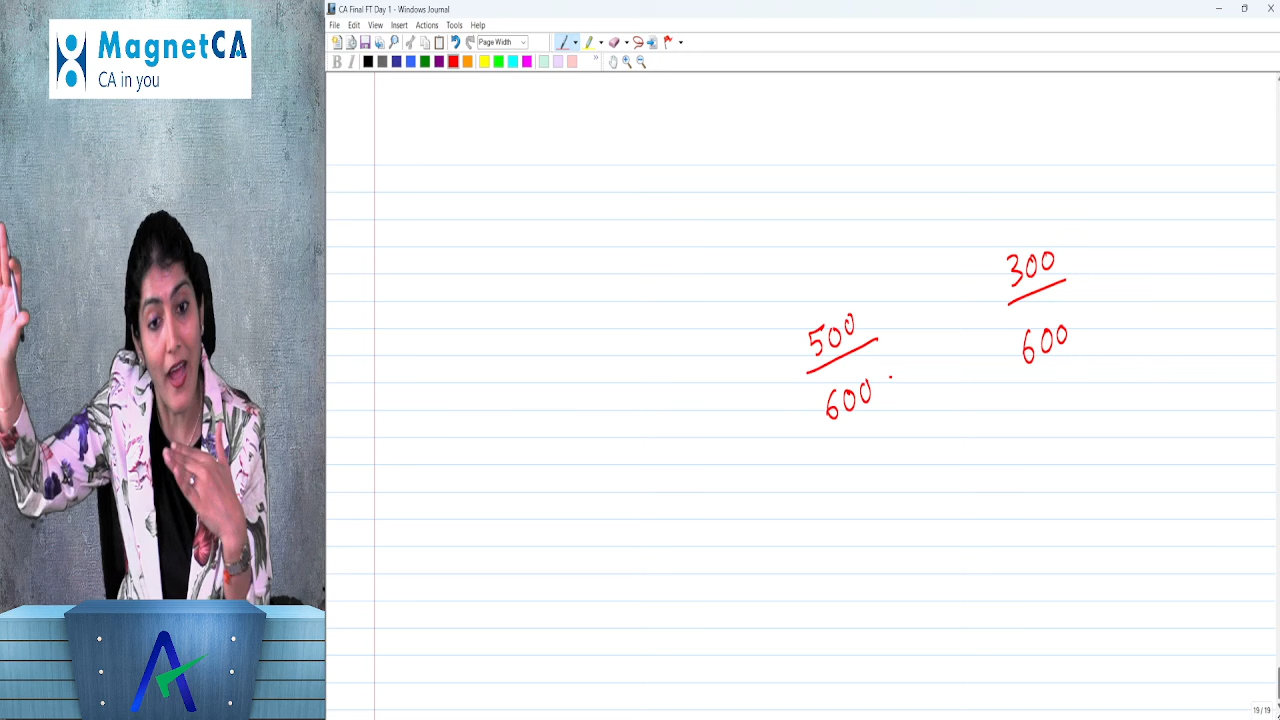 MagnetCA
CA in you
CA Final FT Day 1 - Windows Journal
File Edit View Insert Actions Tools Help
Page Width
B I
300
600
500
600
19/19